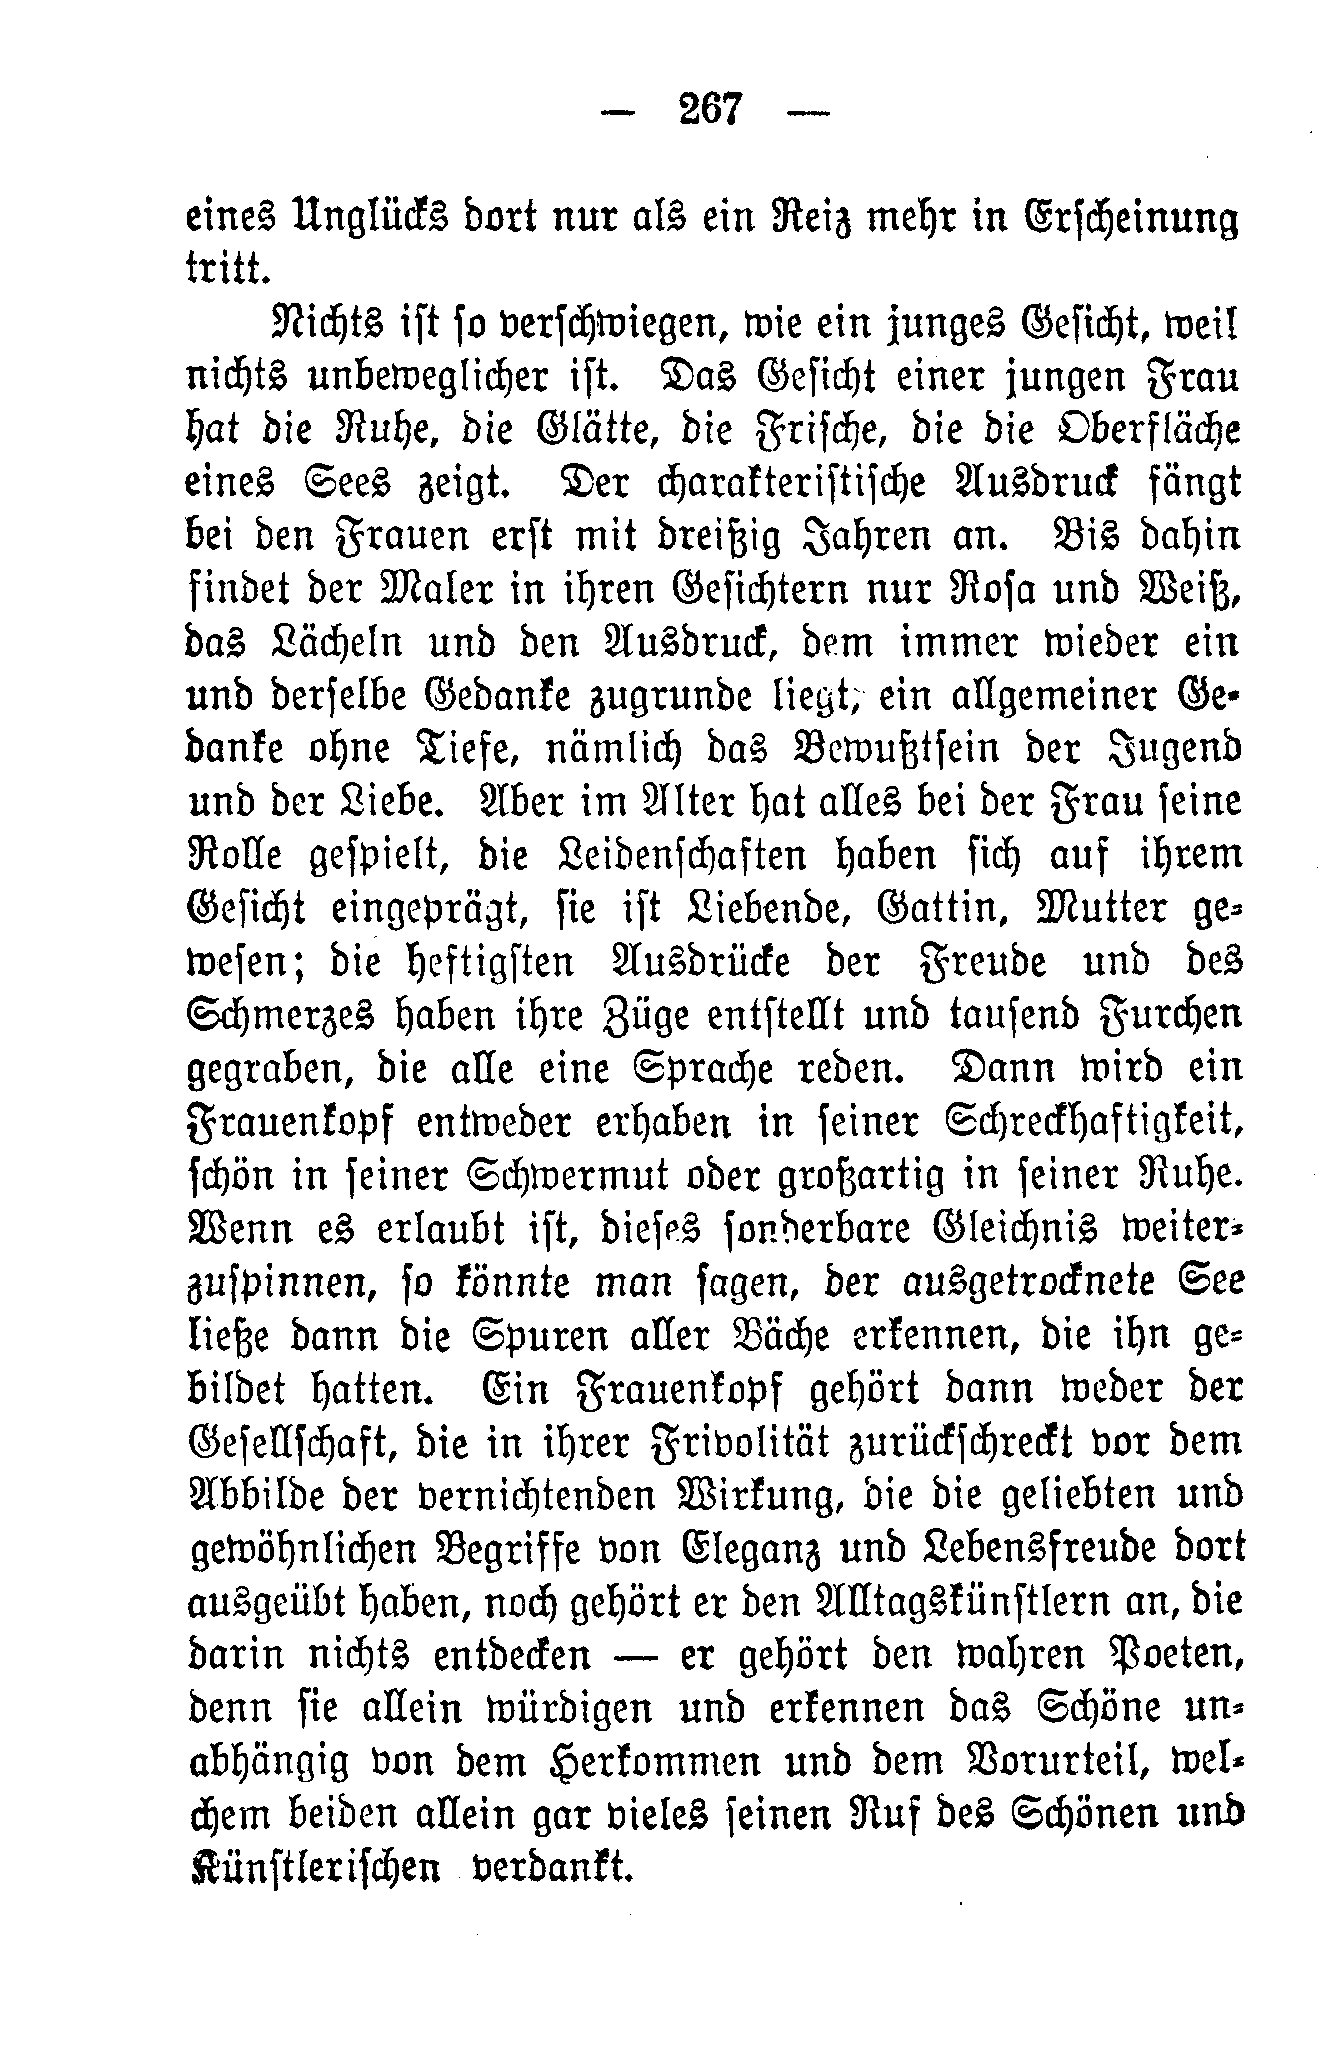 — 267 —
eines Unglücks dort nur als ein Reiz mehr in Erscheinung
tritt.
Nichts ist so verschwiegen, wie ein junges Gesicht, weil
nichts unbeweglicher ist. Das Gesicht einer jungen Frau
hat die Ruhe, die Glätte, die Frische, die die Oberfläche
eines Sees zeigt. Der charakteristische Ausdruck fängt
bei den Frauen erst mit dreißig Jahren an. Bis dahin
findet der Maler in ihren Gesichtern nur Rosa und Weiß,
das Lächeln und den Ausdruck, dem immer wieder ein
und derselbe Gedanke zugrunde liegt; ein allgemeiner Ge-
danke ohne Tiefe, nämlich das Bewußtsein der Jugend
und der Liebe. Aber im Alter hat alles bei der Frau seine
Rolle gespielt, die Leidenschaften haben sich auf ihrem
Gesicht eingeprägt, sie ist Liebende, Gattin, Mutter ge-
wesen; die heftigsten Ausdrücke der Freude und des
Schmerzes haben ihre Züge entstellt und tausend Furchen
gegraben, die alle eine Sprache reden. Dann wird ein
Frauenkopf entweder erhaben in seiner Schreckhaftigkeit,
schön in seiner Schwermut oder großartig in seiner Ruhe.
Wenn es erlaubt ist, dieses sonderbare Gleichnis weiter-
zuspinnen, so könnte man sagen, der ausgetrocknete See
ließe dann die Spuren aller Bäche erkennen, die ihn ge-
bildet hatten. Ein Frauenkopf gehört dann weder der
Gesellschaft, die in ihrer Frivolität zurückschreckt vor dem
Abbilde der vernichtenden Wirkung, die die geliebten und
gewöhnlichen Begriffe von Eleganz und Lebensfreude dort
ausgeübt haben, noch gehört er den Alltagskünstlern an, die
darin nichts entdecken — er gehört den wahren Poeten,
denn sie allein würdigen und erkennen das Schöne un-
abhängig von dem Herkommen und dem Vorurteil, wel-
chem beiden allein gar vieles seinen Ruf des Schönen und
Künstlerischen verdankt.